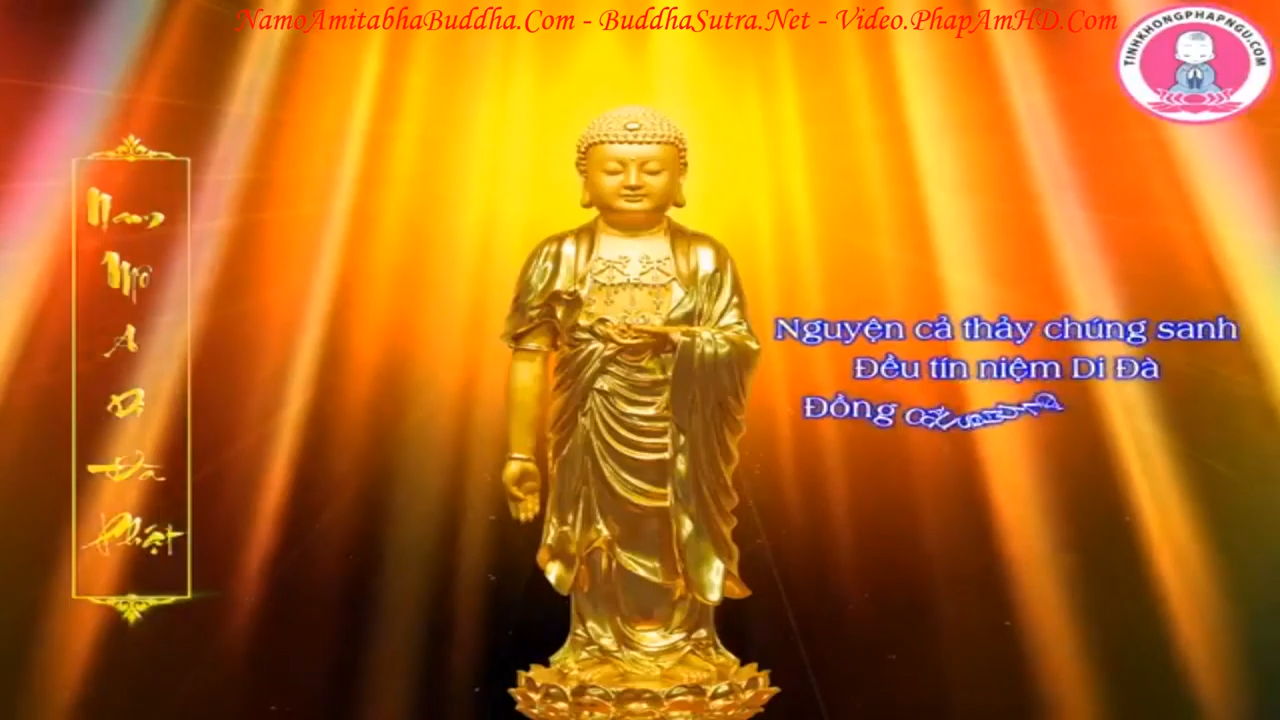 NamoAmitabhaBuddha.Com - BuddhaSutra.Net - Video.PhapAmHD.Com
TINHKHONGPHAPNGU.COM
Nam
Mô
A
Di
Đà
Phật
Nguyện cả thảy chúng sanh
Đều tín niệm Di Đà
Đồng